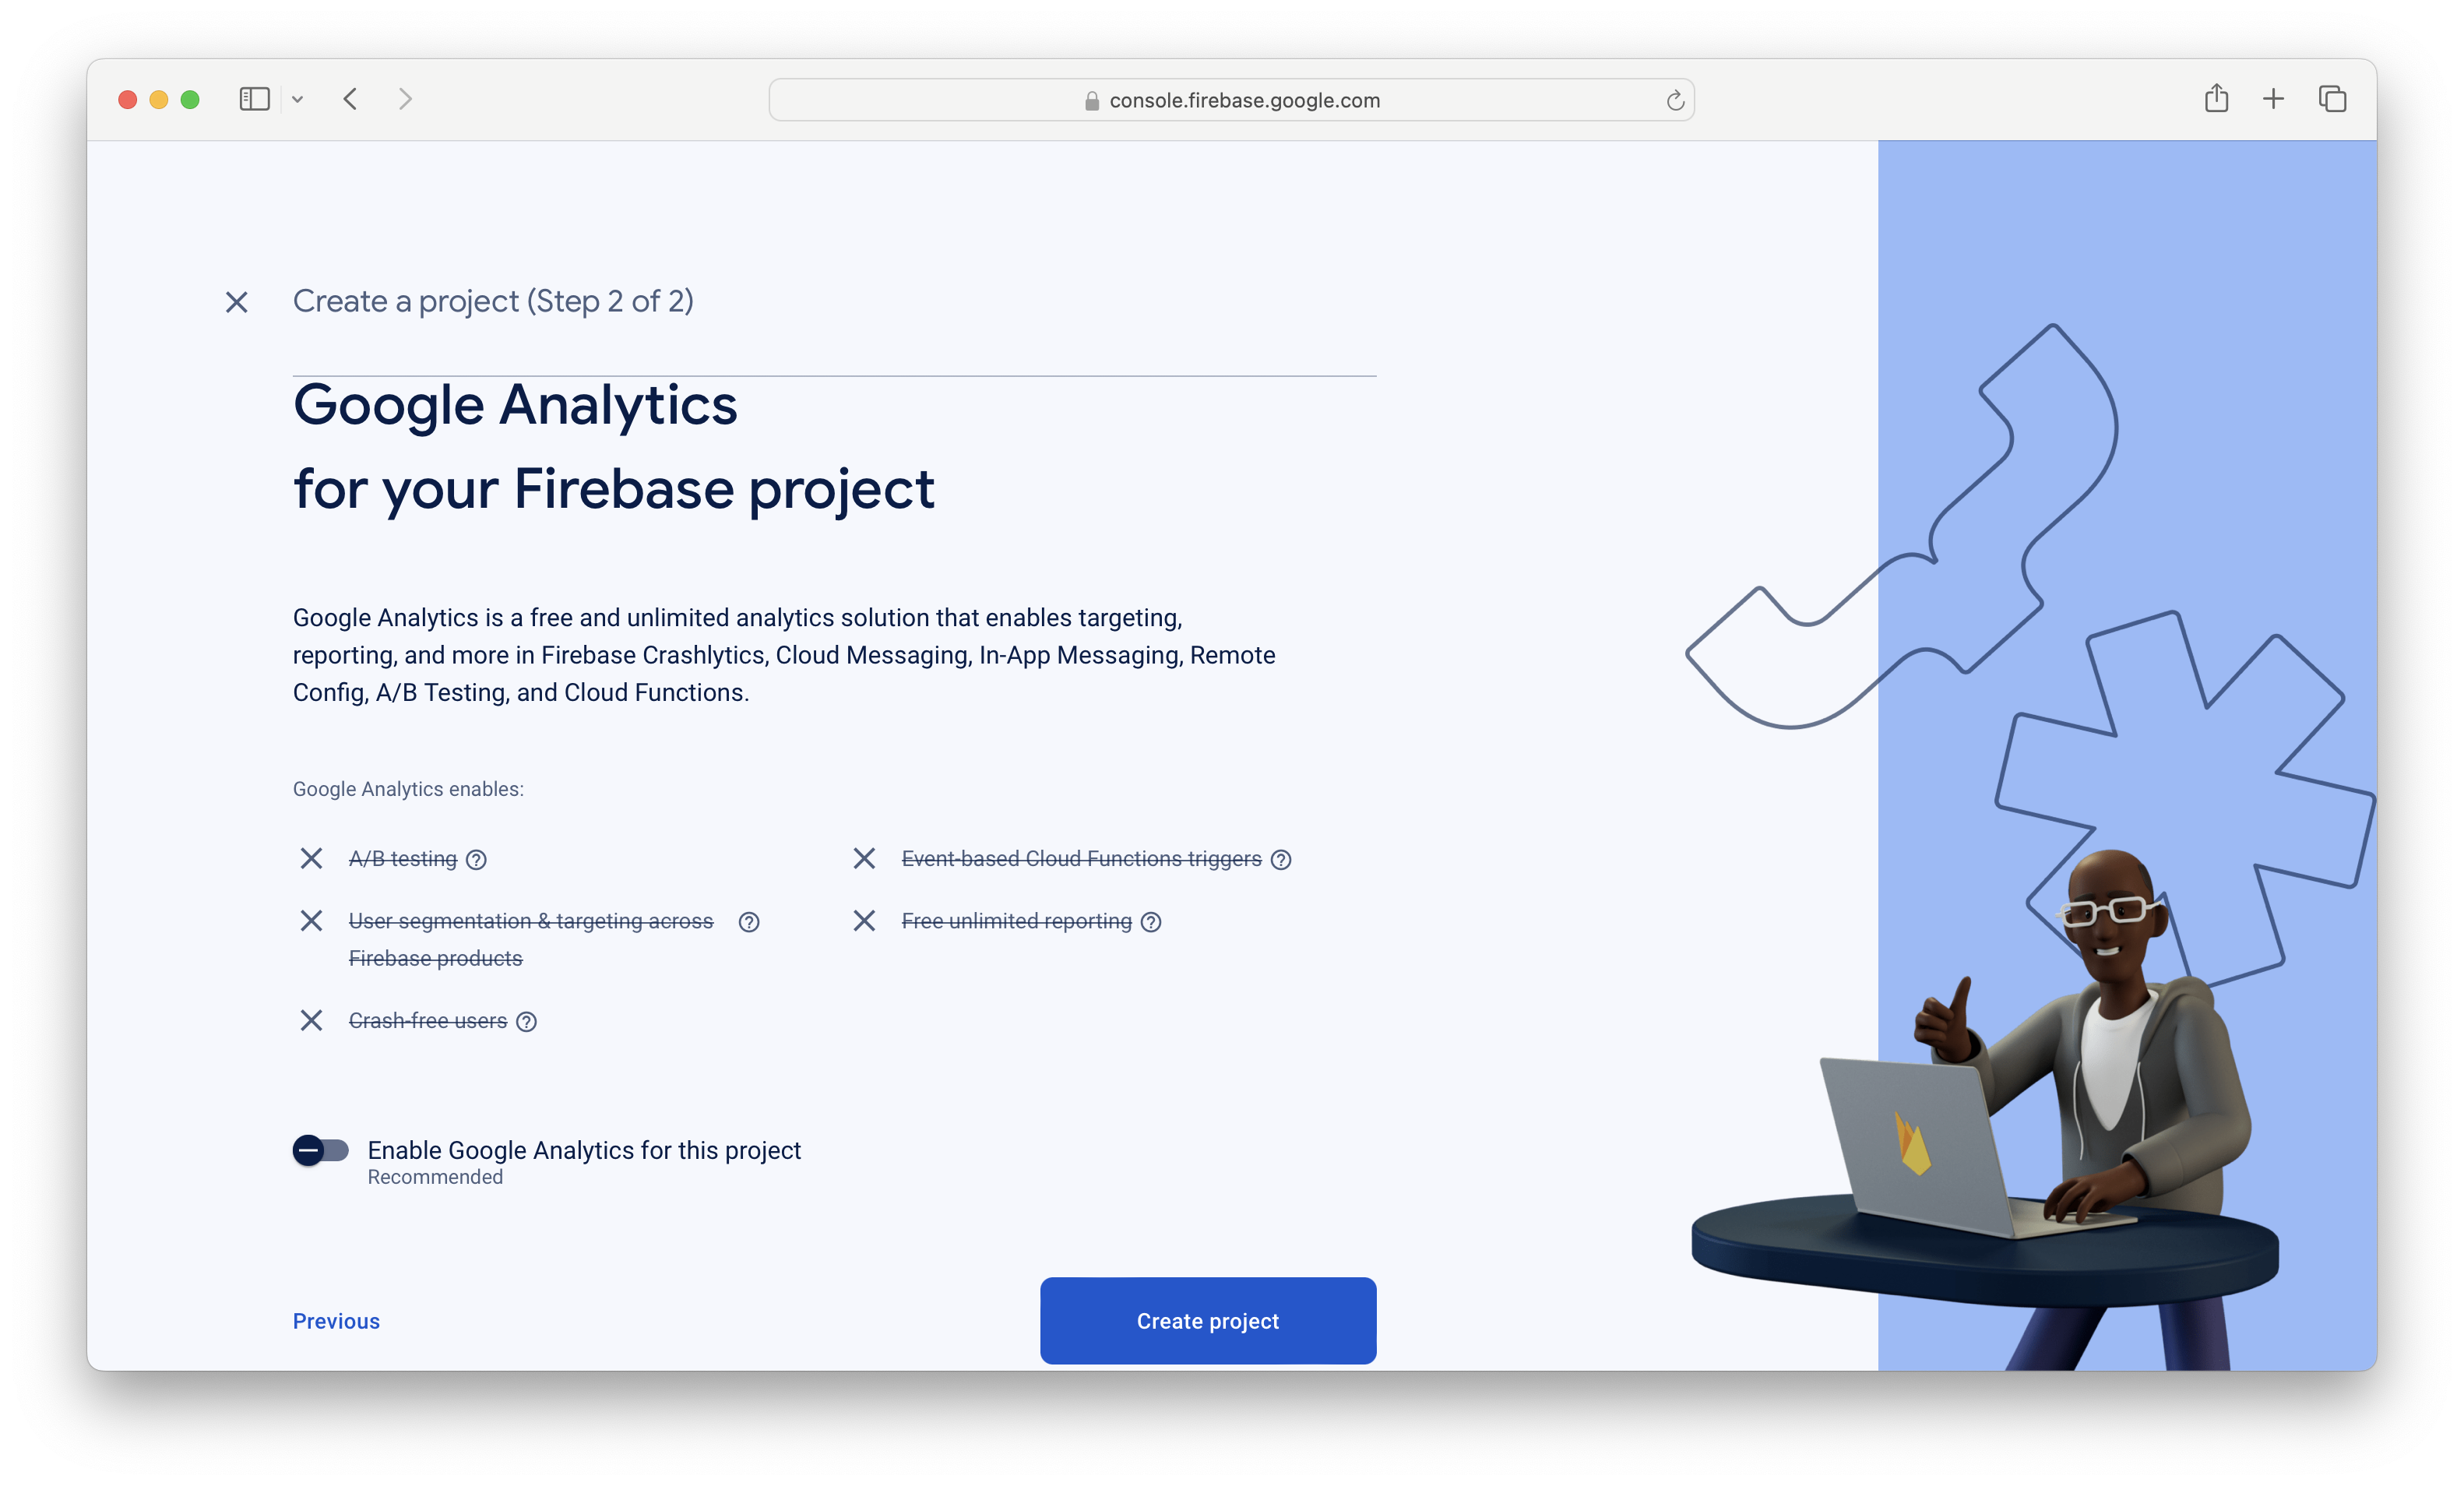 console.firebase.google.com
Create a project (Step 2 of 2)
Google Analytics
for your Firebase project
Google Analytics is a free and unlimited analytics solution that enables targeting,
reporting, and more in Firebase Crashlytics, Cloud Messaging, In-App Messaging, Remote
Config, A/B Testing, and Cloud Functions.
Google Analytics enables:
A/B testing
Event-based Cloud Functions triggers
User segmentation & targeting across
Firebase products
Free unlimited reporting
Crash-free users
Enable Google Analytics for this project
Recommended
Previous
Create project